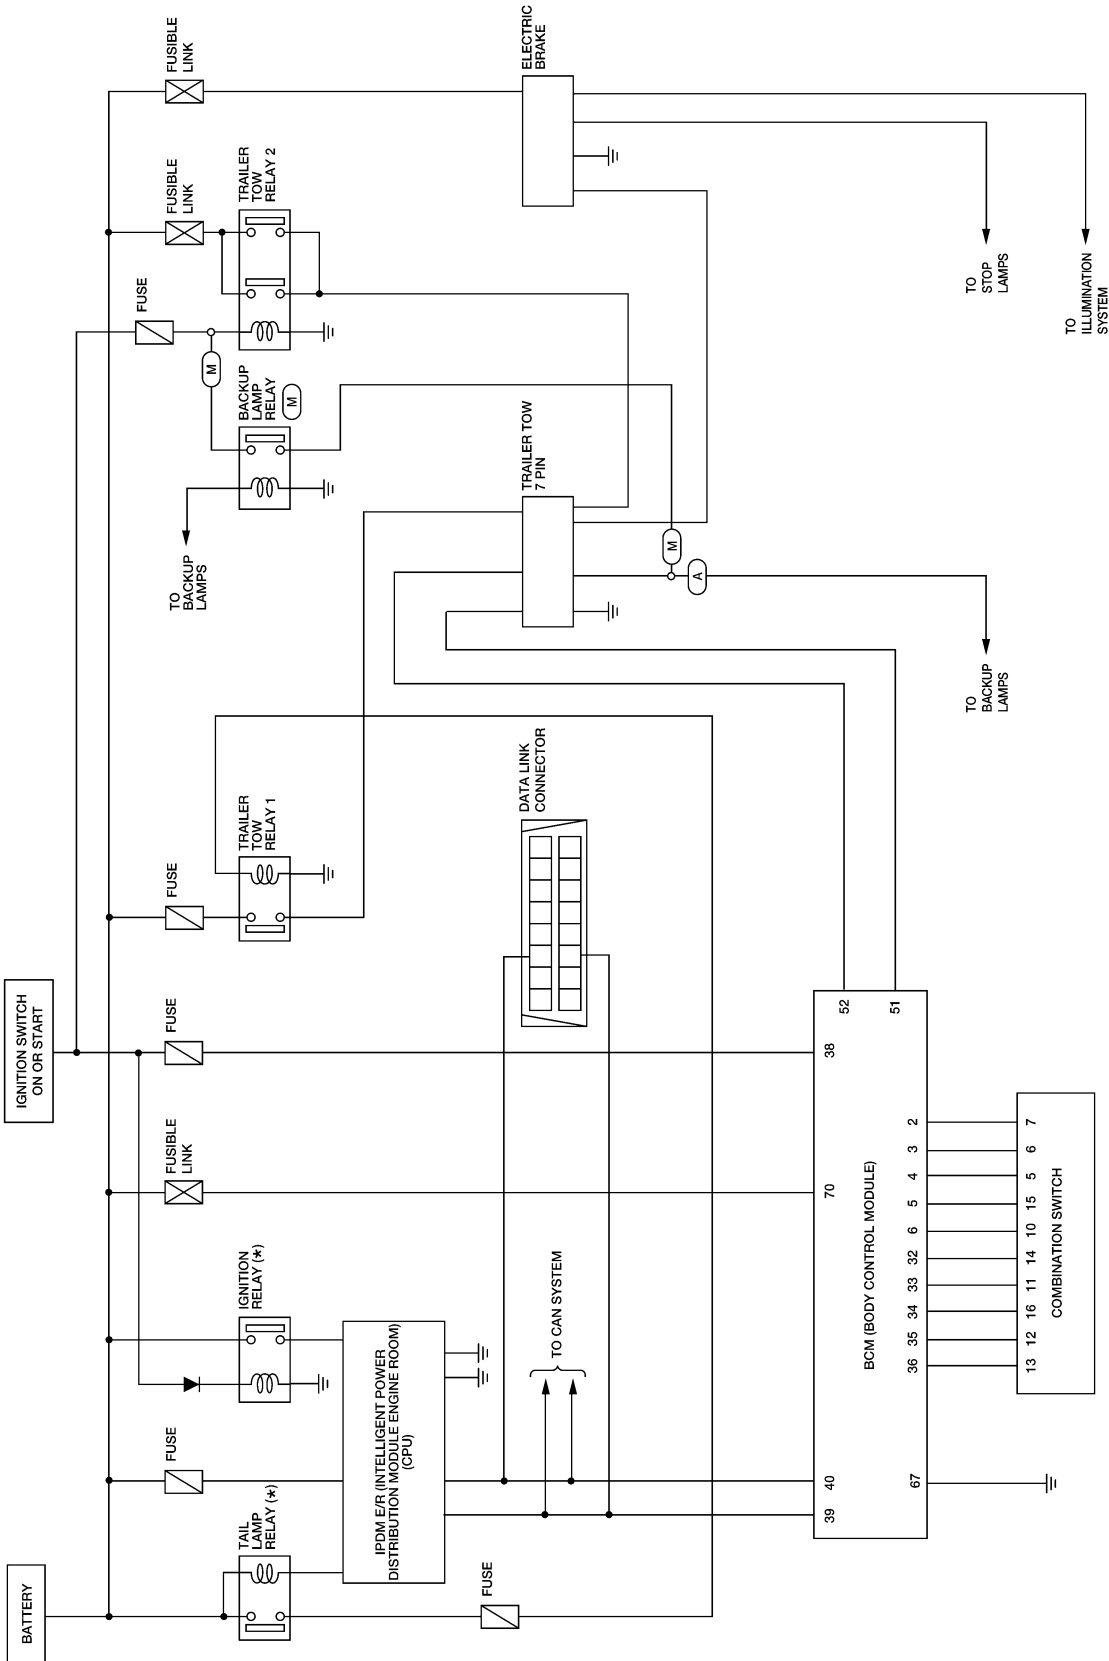 BATTERY
IGNITION SWITCH
ON OR START
TAIL
LAMP
RELAY (*)
FUSE
IGNITION
RELAY (*)
FUSIBLE
LINK
FUSE
FUSE
TRAILER
TOW
RELAY 1
TO
BACKUP
LAMPS
BACKUP
LAMP
RELAY
M
M
FUSE
FUSIBLE
LINK
TRAILER
TOW
RELAY 2
FUSIBLE
LINK
FUSE
IPDM E/R (INTELLIGENT POWER
DISTRIBUTION MODULE ENGINE ROOM)
(CPU)
TO CAN SYSTEM
DATA LINK
CONNECTOR
TRAILER TOW
7 PIN
ELECTRIC
BRAKE
M
A
39
40
70
38
BCM (BODY CONTROL MODULE)
52
51
67
36
35
34
33
32
6
5
4
3
2
13
12
16
11
14
10
15
5
6
7
COMBINATION SWITCH
TO
BACKUP
LAMPS
TO
STOP
LAMPS
TO
ILLUMINATION
SYSTEM